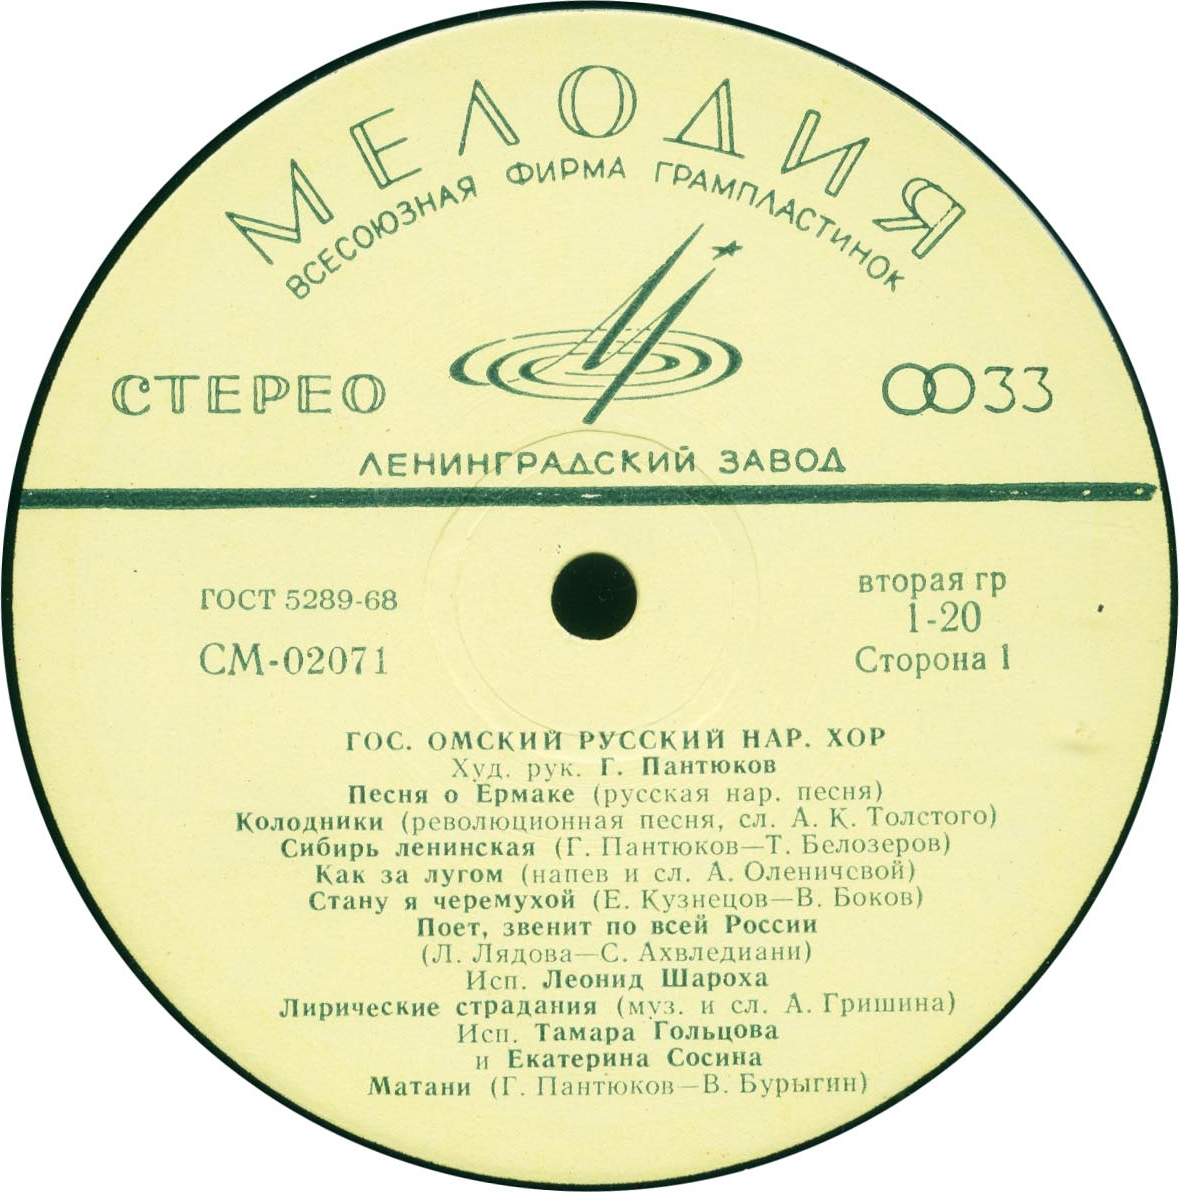 МЕЛОДИЯ
ВСЕСОЮЗНАЯ ФИРМА ГРАМПЛАСТИНОК
СТЕРЕО
33
ЛЕНИНГРАДСКИЙ ЗАВОД
ГОСТ 5289-68
СМ-02071
вторая гр
1-20
Сторона 1
ГОС. ОМСКИЙ РУССКИЙ НАР. ХОР
Худ. рук. Г. Пантюков
Песня о Ермаке (русская нар. песня)
Колодники (революционная песня, сл. А. К. Толстого)
Сибирь ленинская (Г. Пантюков—Т. Белозеров)
Как за лугом (напев и сл. А. Оленичевой)
Стану я черемухой (Е. Кузнецов—В. Боков)
Поет, звенит по всей России
(Л. Лядова—С. Ахвледиани)
Исп. Леонид Шароха
Лирические страдания (муз. и сл. А. Гришина)
Исп. Тамара Гольцова
и Екатерина Сосина
Матани (Г. Пантюков—В. Бурыгин)